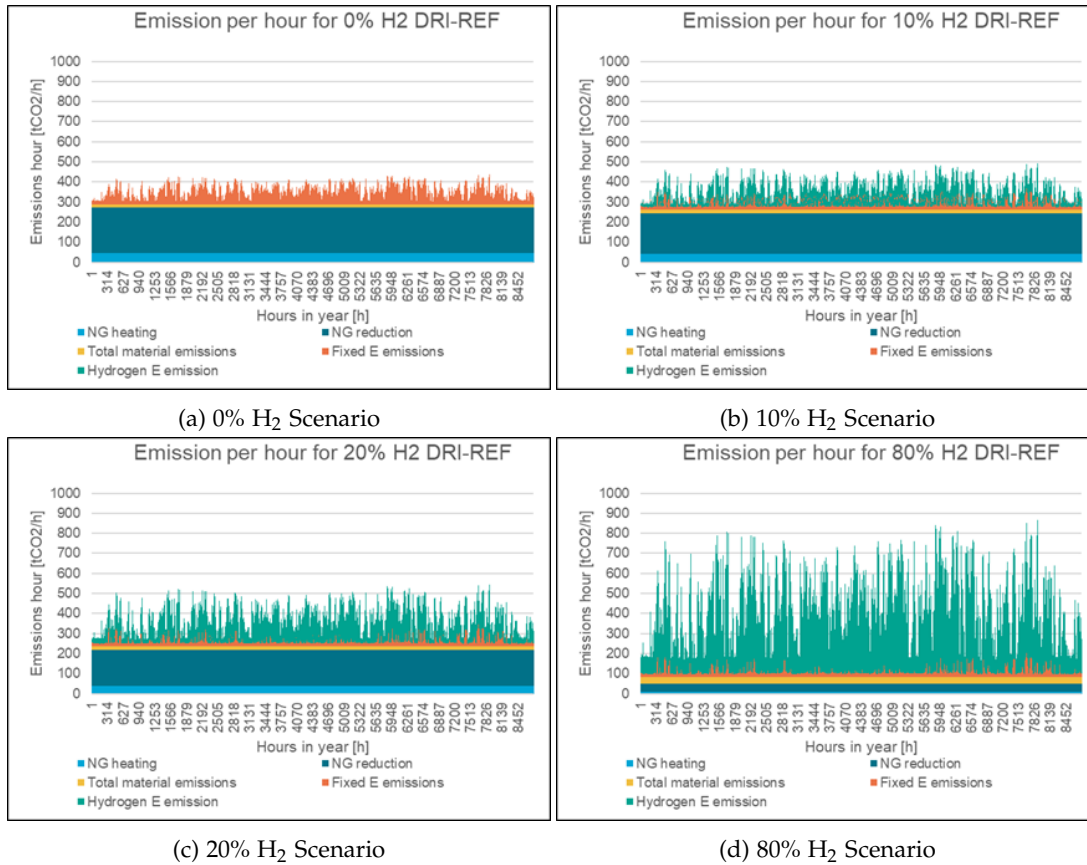 Emission per hour for 0% H2 DRI-REF
Emissions hour [tCO2/h]
1000
900
800
700
600
500
400
300
200
100
0
1 314 627 940 1253 1566 1879 2192 2505 2818 3131 3444 3757 4070 4383 4696 5009 5322 5635 5948 6261 6574 6887 7200 7513 7826 8139 8452
Hours in year [h]
NG heating NG reduction
Total material emissions Fixed E emissions
Hydrogen E emission
(a) 0% H₂ Scenario
Emission per hour for 10% H2 DRI-REF
Emissions hour [tCO2/h]
1000
900
800
700
600
500
400
300
200
100
0
1 314 627 940 1253 1566 1879 2192 2505 2818 3131 3444 3757 4070 4383 4696 5009 5322 5635 5948 6261 6574 6887 7200 7513 7826 8139 8452
Hours in year [h]
NG heating NG reduction
Total material emissions Fixed E emissions
Hydrogen E emission
(b) 10% H₂ Scenario
Emission per hour for 20% H2 DRI-REF
Emissions hour [tCO2/h]
1000
900
800
700
600
500
400
300
200
100
0
1 314 627 940 1253 1566 1879 2192 2505 2818 3131 3444 3757 4070 4383 4696 5009 5322 5635 5948 6261 6574 6887 7200 7513 7826 8139 8452
Hours in year [h]
NG heating NG reduction
Total material emissions Fixed E emissions
Hydrogen E emission
(c) 20% H₂ Scenario
Emission per hour for 80% H2 DRI-REF
Emissions hour [tCO2/h]
1000
900
800
700
600
500
400
300
200
100
0
1 314 627 940 1253 1566 1879 2192 2505 2818 3131 3444 3757 4070 4383 4696 5009 5322 5635 5948 6261 6574 6887 7200 7513 7826 8139 8452
Hours in year [h]
NG heating NG reduction
Total material emissions Fixed E emissions
Hydrogen E emission
(d) 80% H₂ Scenario